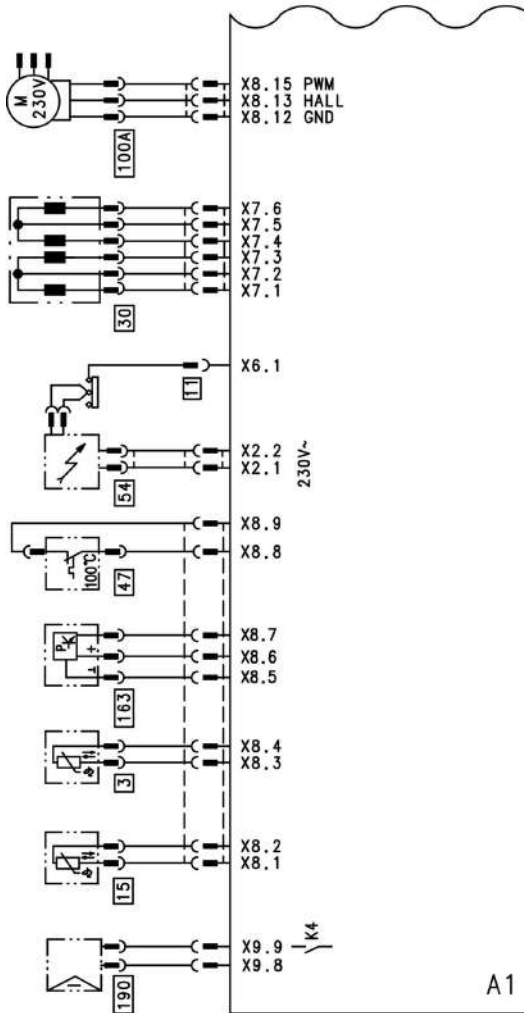 M
230V
X8.15 PWM
X8.13 HALL
X8.12 GND
100A
X7.6
X7.5
X7.4
X7.3
X7.2
X7.1
30
X6.1
11
X2.2
X2.1
230V~
54
X8.9
X8.8
100°C
47
X8.7
X8.6
X8.5
P
+
163
X8.4
X8.3
3
X8.2
X8.1
15
X9.9
K4
X9.8
190
A1